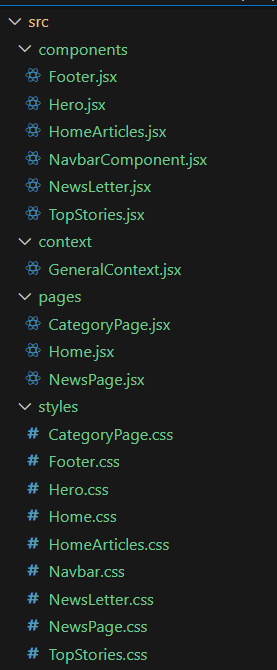 src
components
Footer.jsx
Hero.jsx
HomeArticles.jsx
NavbarComponent.jsx
NewsLetter.jsx
TopStories.jsx
context
GeneralContext.jsx
pages
CategoryPage.jsx
Home.jsx
NewsPage.jsx
styles
# CategoryPage.css
# Footer.css
# Hero.css
# Home.css
# HomeArticles.css
# Navbar.css
# NewsLetter.css
# NewsPage.css
# TopStories.css